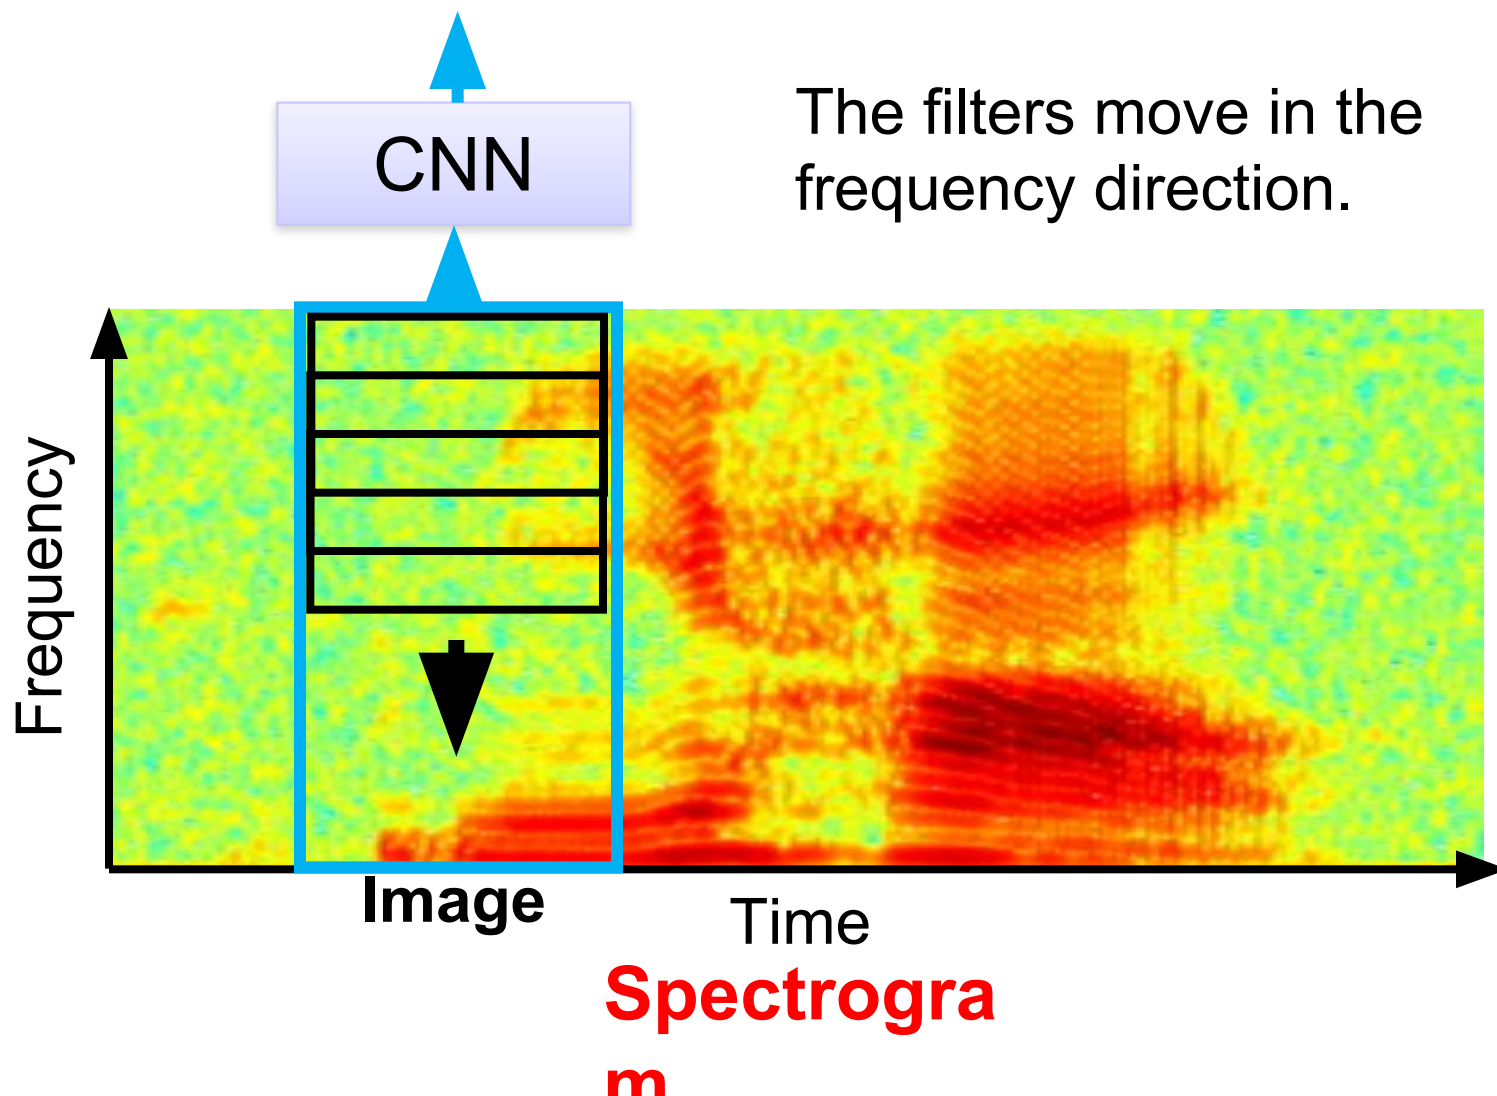 CNN
The filters move in the
frequency direction.
Frequency
Image
Time
Spectrogra
m